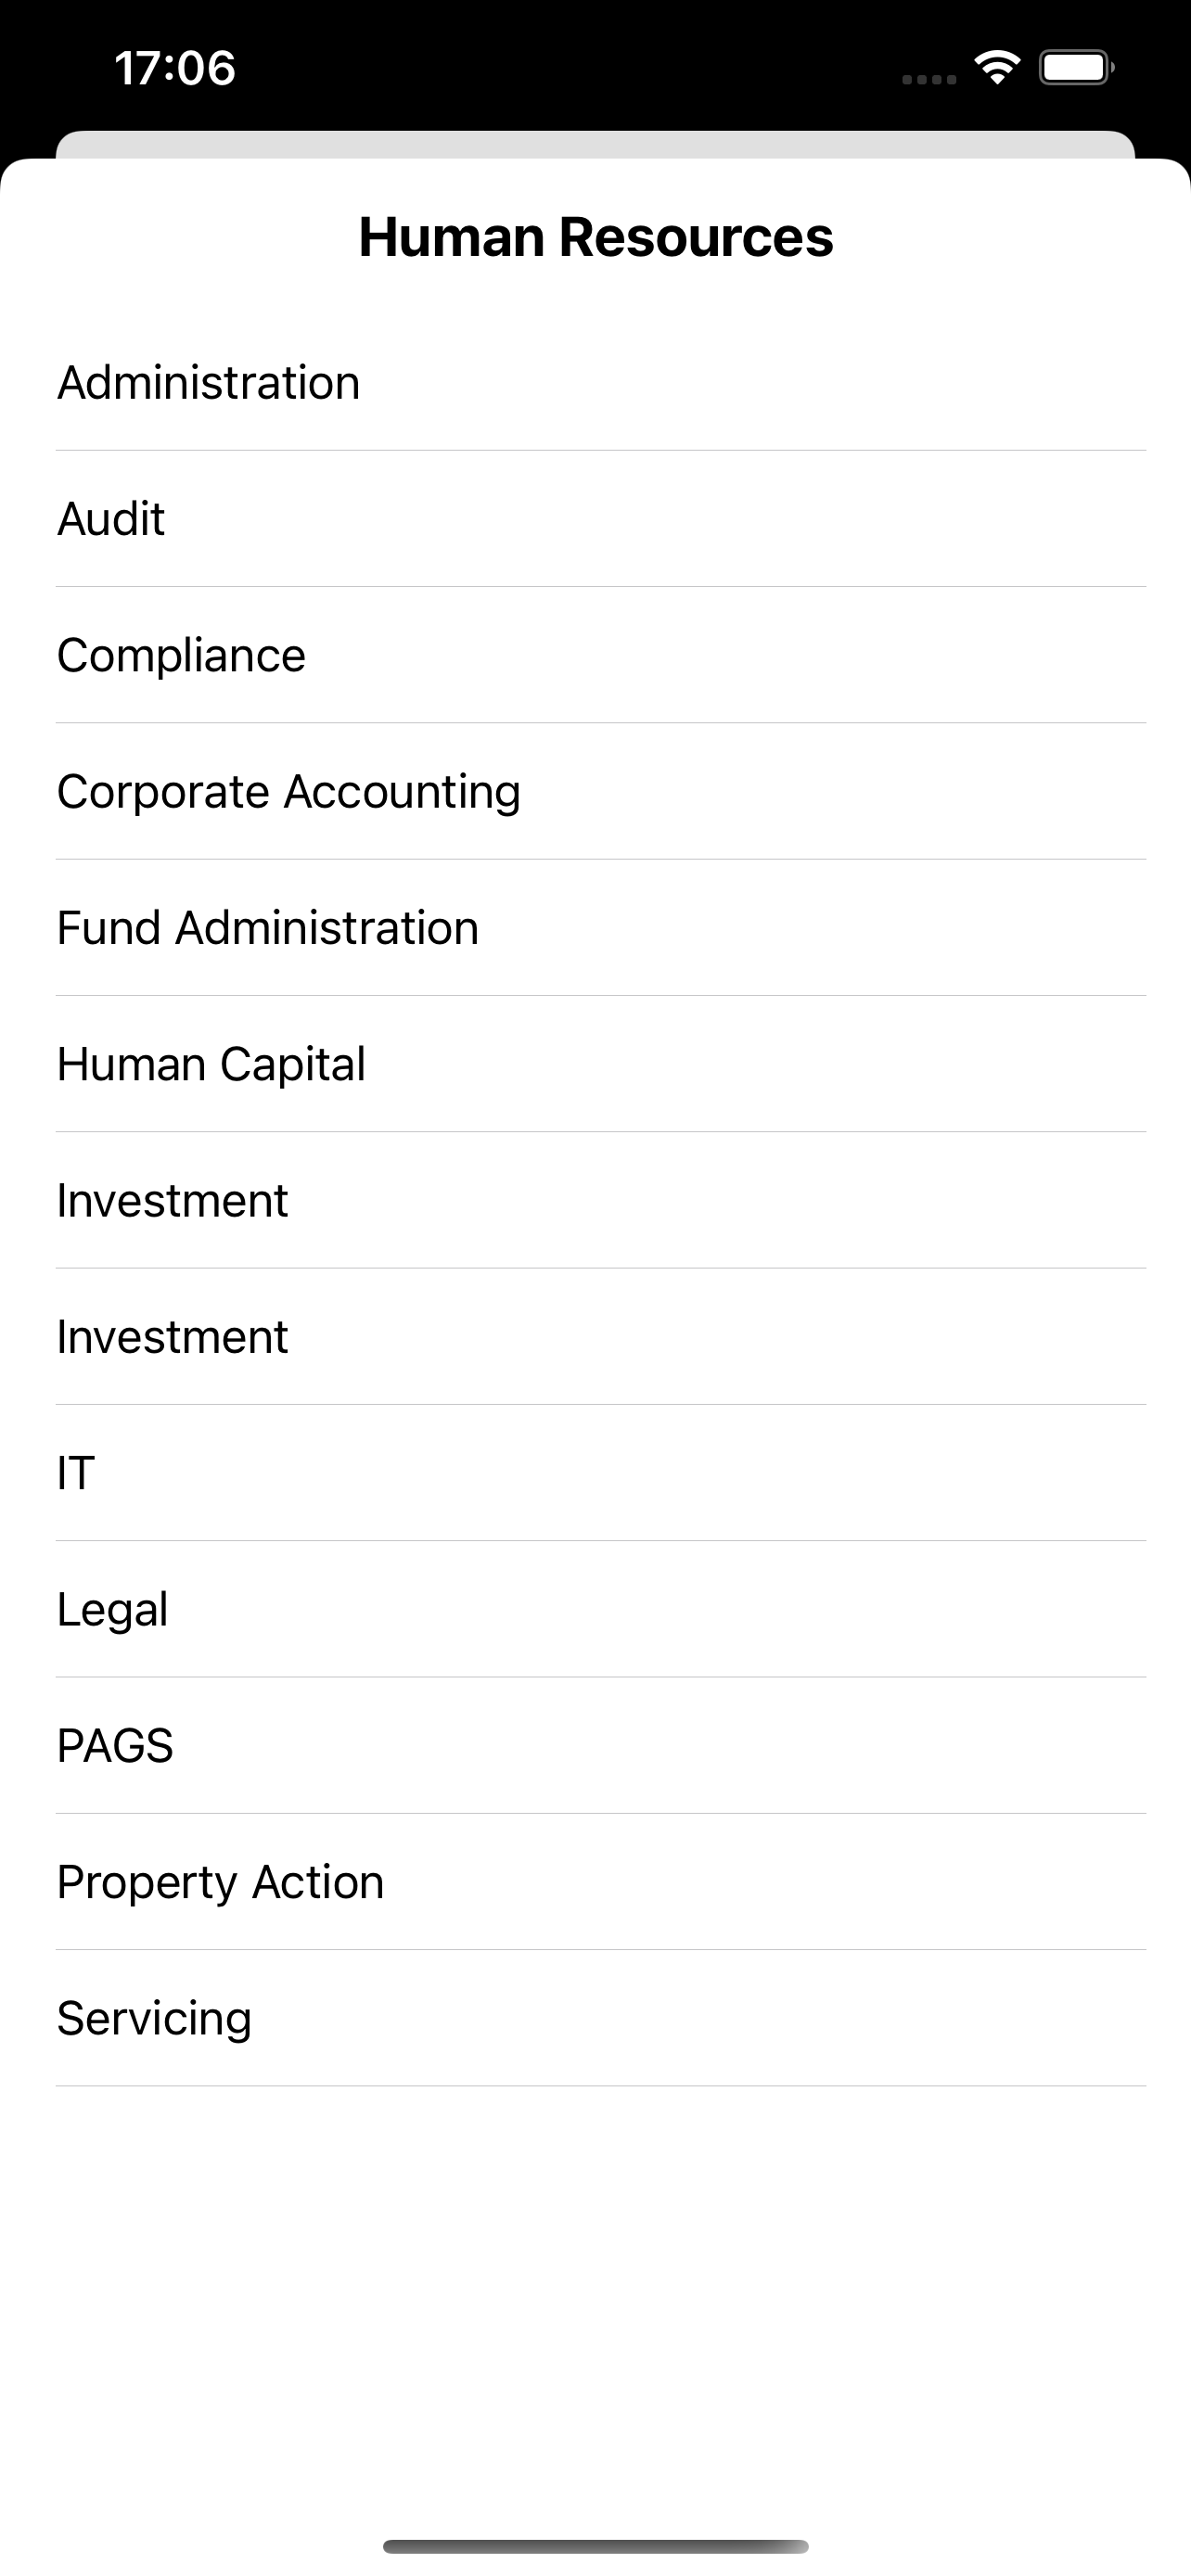 17:06
Human Resources
Administration
Audit
Compliance
Corporate Accounting
Fund Administration
Human Capital
Investment
Investment
IT
Legal
PAGS
Property Action
Servicing